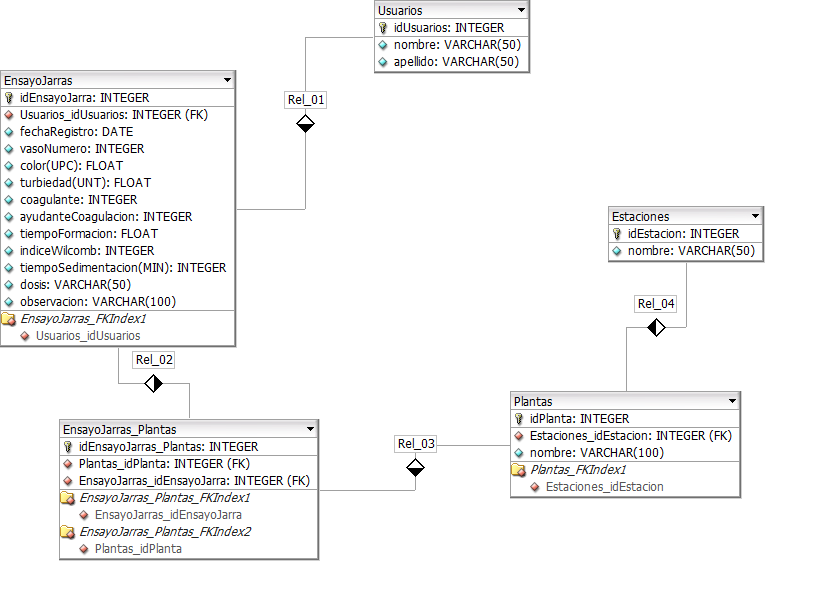 Usuarios
idUsuarios: INTEGER
nombre: VARCHAR(50)
apellido: VARCHAR(50)
EnsayoJarras
idEnsayoJarra: INTEGER
Usuarios_idUsuarios: INTEGER (FK)
fechaRegistro: DATE
vasoNumero: INTEGER
color(UPC): FLOAT
turbiedad(UNT): FLOAT
coagulante: INTEGER
ayudanteCoagulacion: INTEGER
tiempoFormacion: FLOAT
indiceWilcomb: INTEGER
tiempoSedimentacion(MIN): INTEGER
dosis: VARCHAR(50)
observacion: VARCHAR(100)
EnsayoJarras_FKIndex1
Usuarios_idUsuarios
Rel_01
Estaciones
idEstacion: INTEGER
nombre: VARCHAR(50)
Rel_04
Rel_02
EnsayoJarras_Plantas
idEnsayoJarras_Plantas: INTEGER
Plantas_idPlanta: INTEGER (FK)
EnsayoJarras_idEnsayoJarra: INTEGER (FK)
EnsayoJarras_Plantas_FKIndex1
EnsayoJarras_idEnsayoJarra
EnsayoJarras_Plantas_FKIndex2
Plantas_idPlanta
Rel_03
Plantas
idPlanta: INTEGER
Estaciones_idEstacion: INTEGER (FK)
nombre: VARCHAR(100)
Plantas_FKIndex1
Estaciones_idEstacion